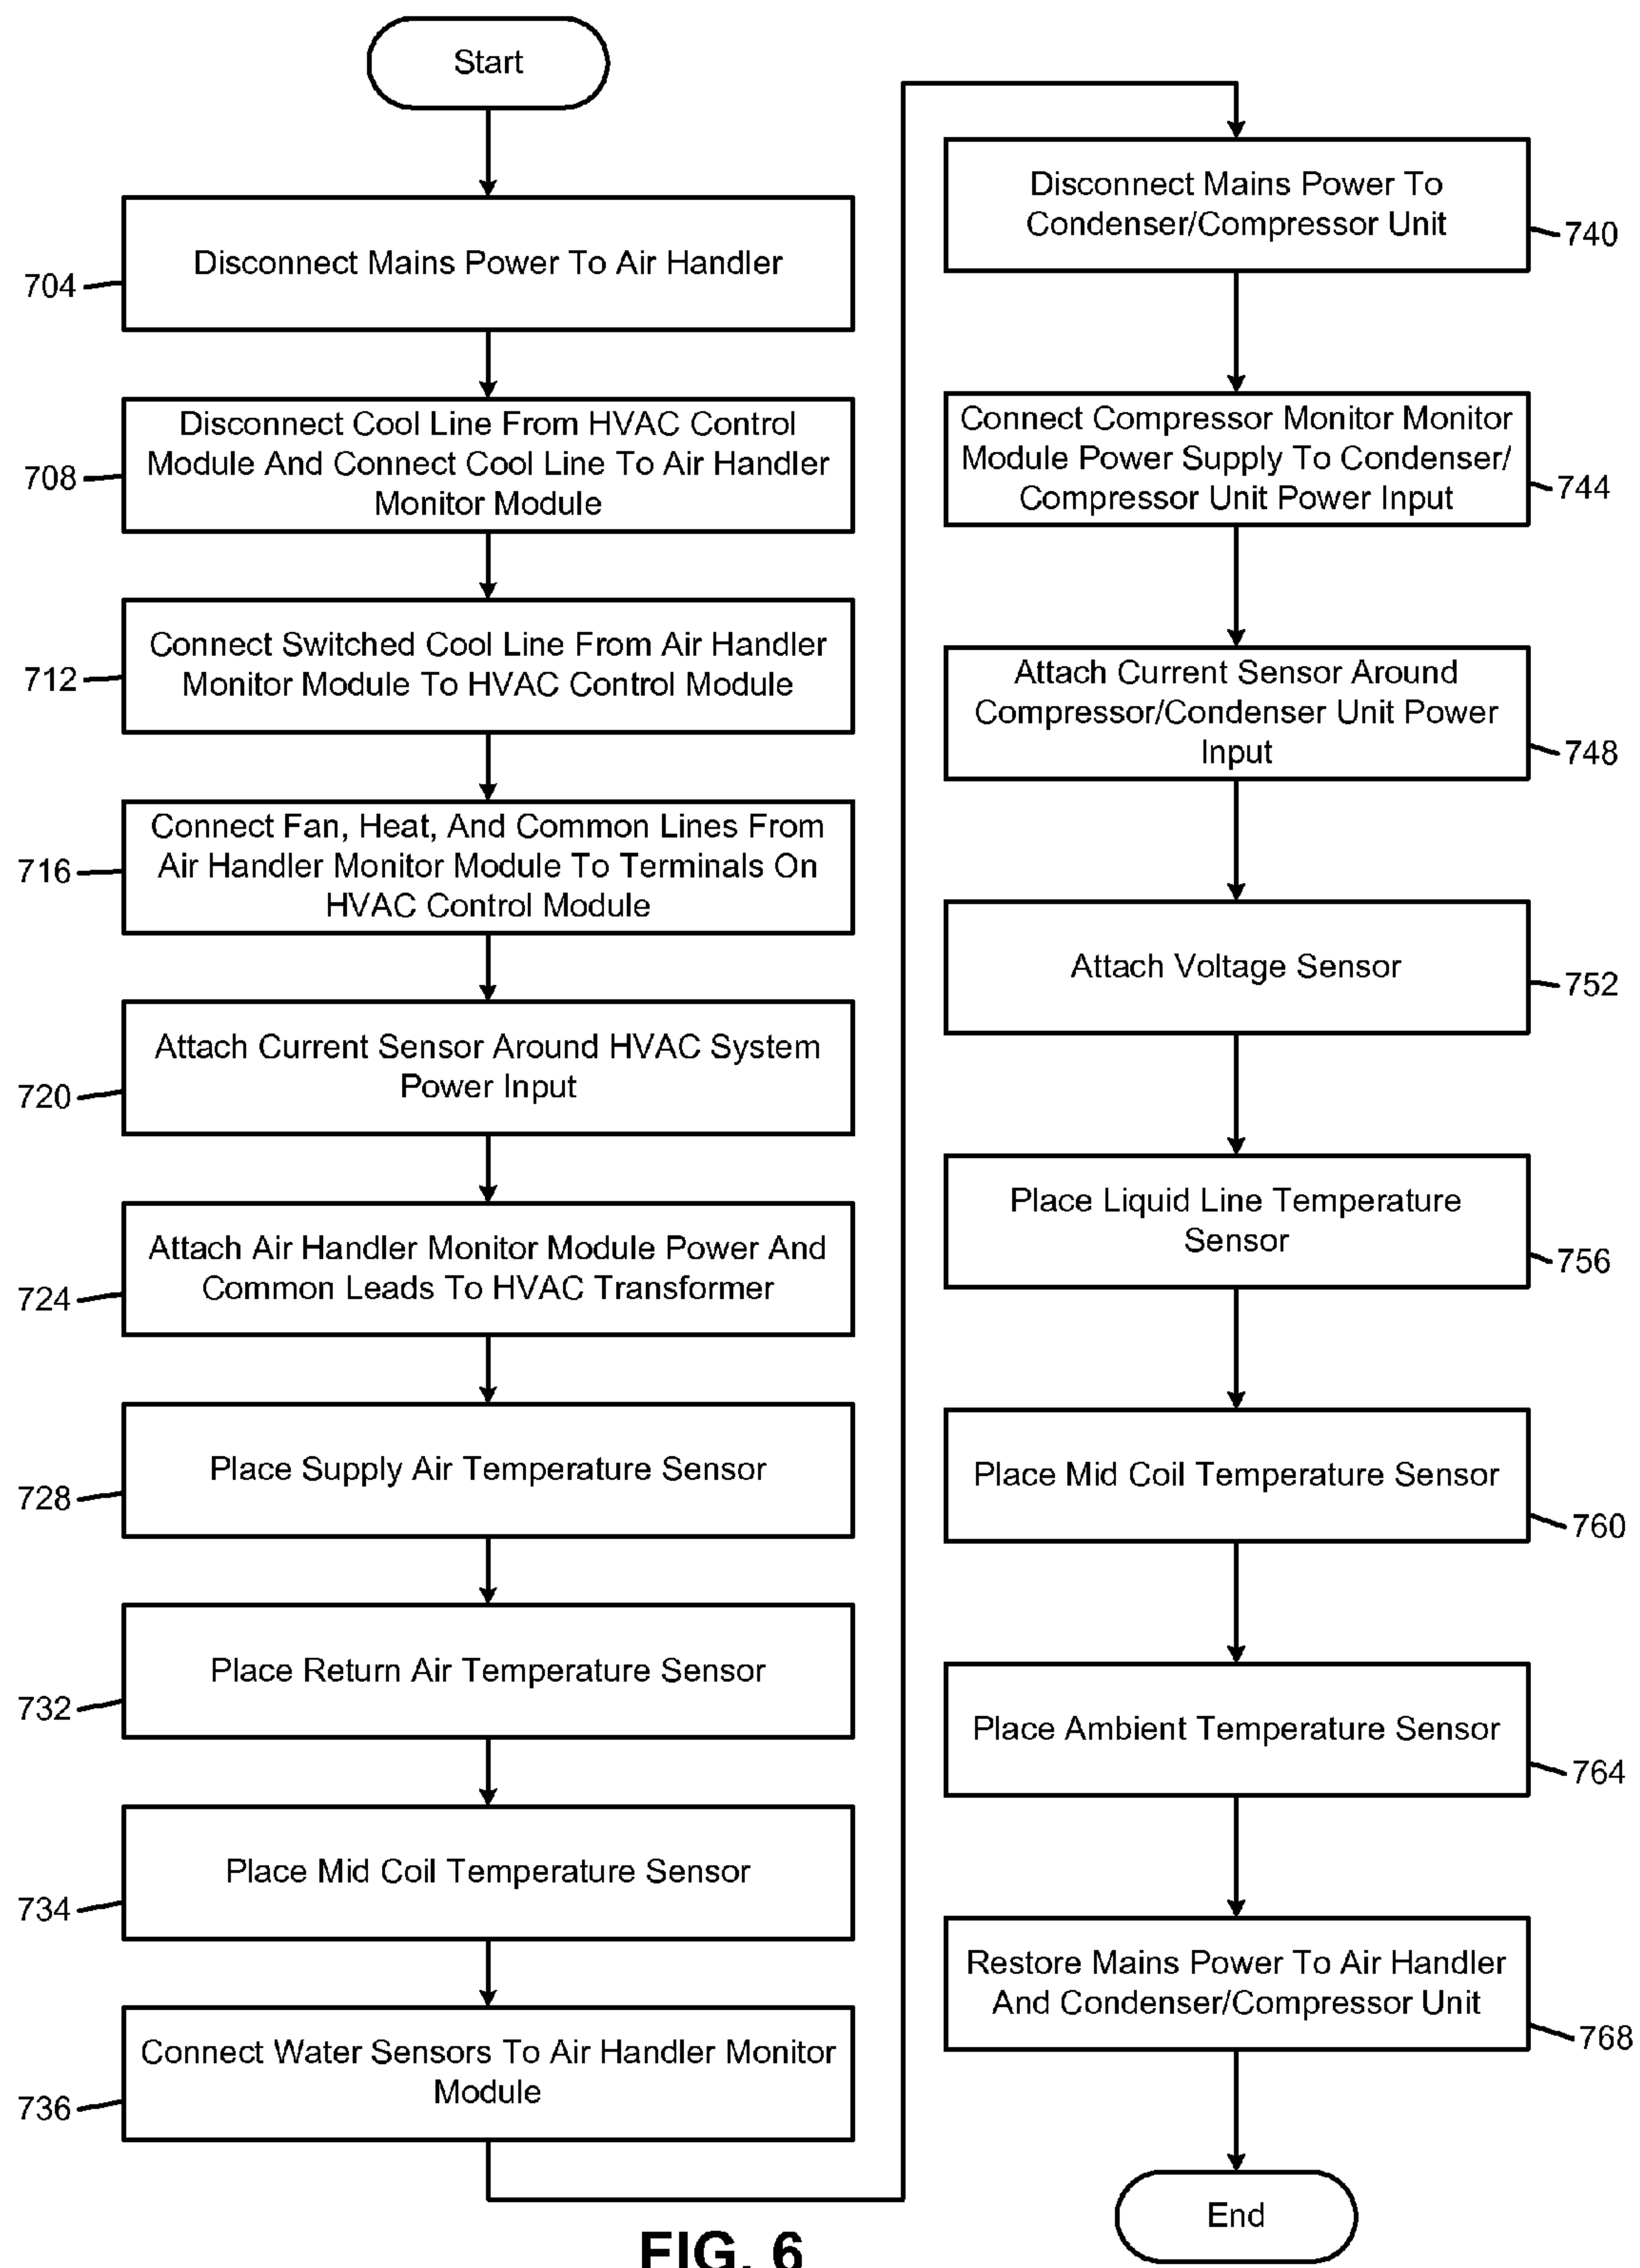 Start
Disconnect Mains Power To Air Handler
704
Disconnect Cool Line From HVAC Control
Module And Connect Cool Line To Air Handler
Monitor Module
708
Connect Switched Cool Line From Air Handler
Monitor Module To HVAC Control Module
712
Connect Fan, Heat, And Common Lines From
Air Handler Monitor Module To Terminals On
HVAC Control Module
716
Attach Current Sensor Around HVAC System
Power Input
720
Attach Air Handler Monitor Module Power And
Common Leads To HVAC Transformer
724
Place Supply Air Temperature Sensor
728
Place Return Air Temperature Sensor
732
Place Mid Coil Temperature Sensor
734
Connect Water Sensors To Air Handler Monitor
Module
736
Disconnect Mains Power To
Condenser/Compressor Unit
740
Connect Compressor Monitor Monitor
Module Power Supply To Condenser/
Compressor Unit Power Input
744
Attach Current Sensor Around
Compressor/Condenser Unit Power
Input
748
Attach Voltage Sensor
752
Place Liquid Line Temperature
Sensor
756
Place Mid Coil Temperature Sensor
760
Place Ambient Temperature Sensor
764
Restore Mains Power To Air Handler
And Condenser/Compressor Unit
768
End
FIG. 6